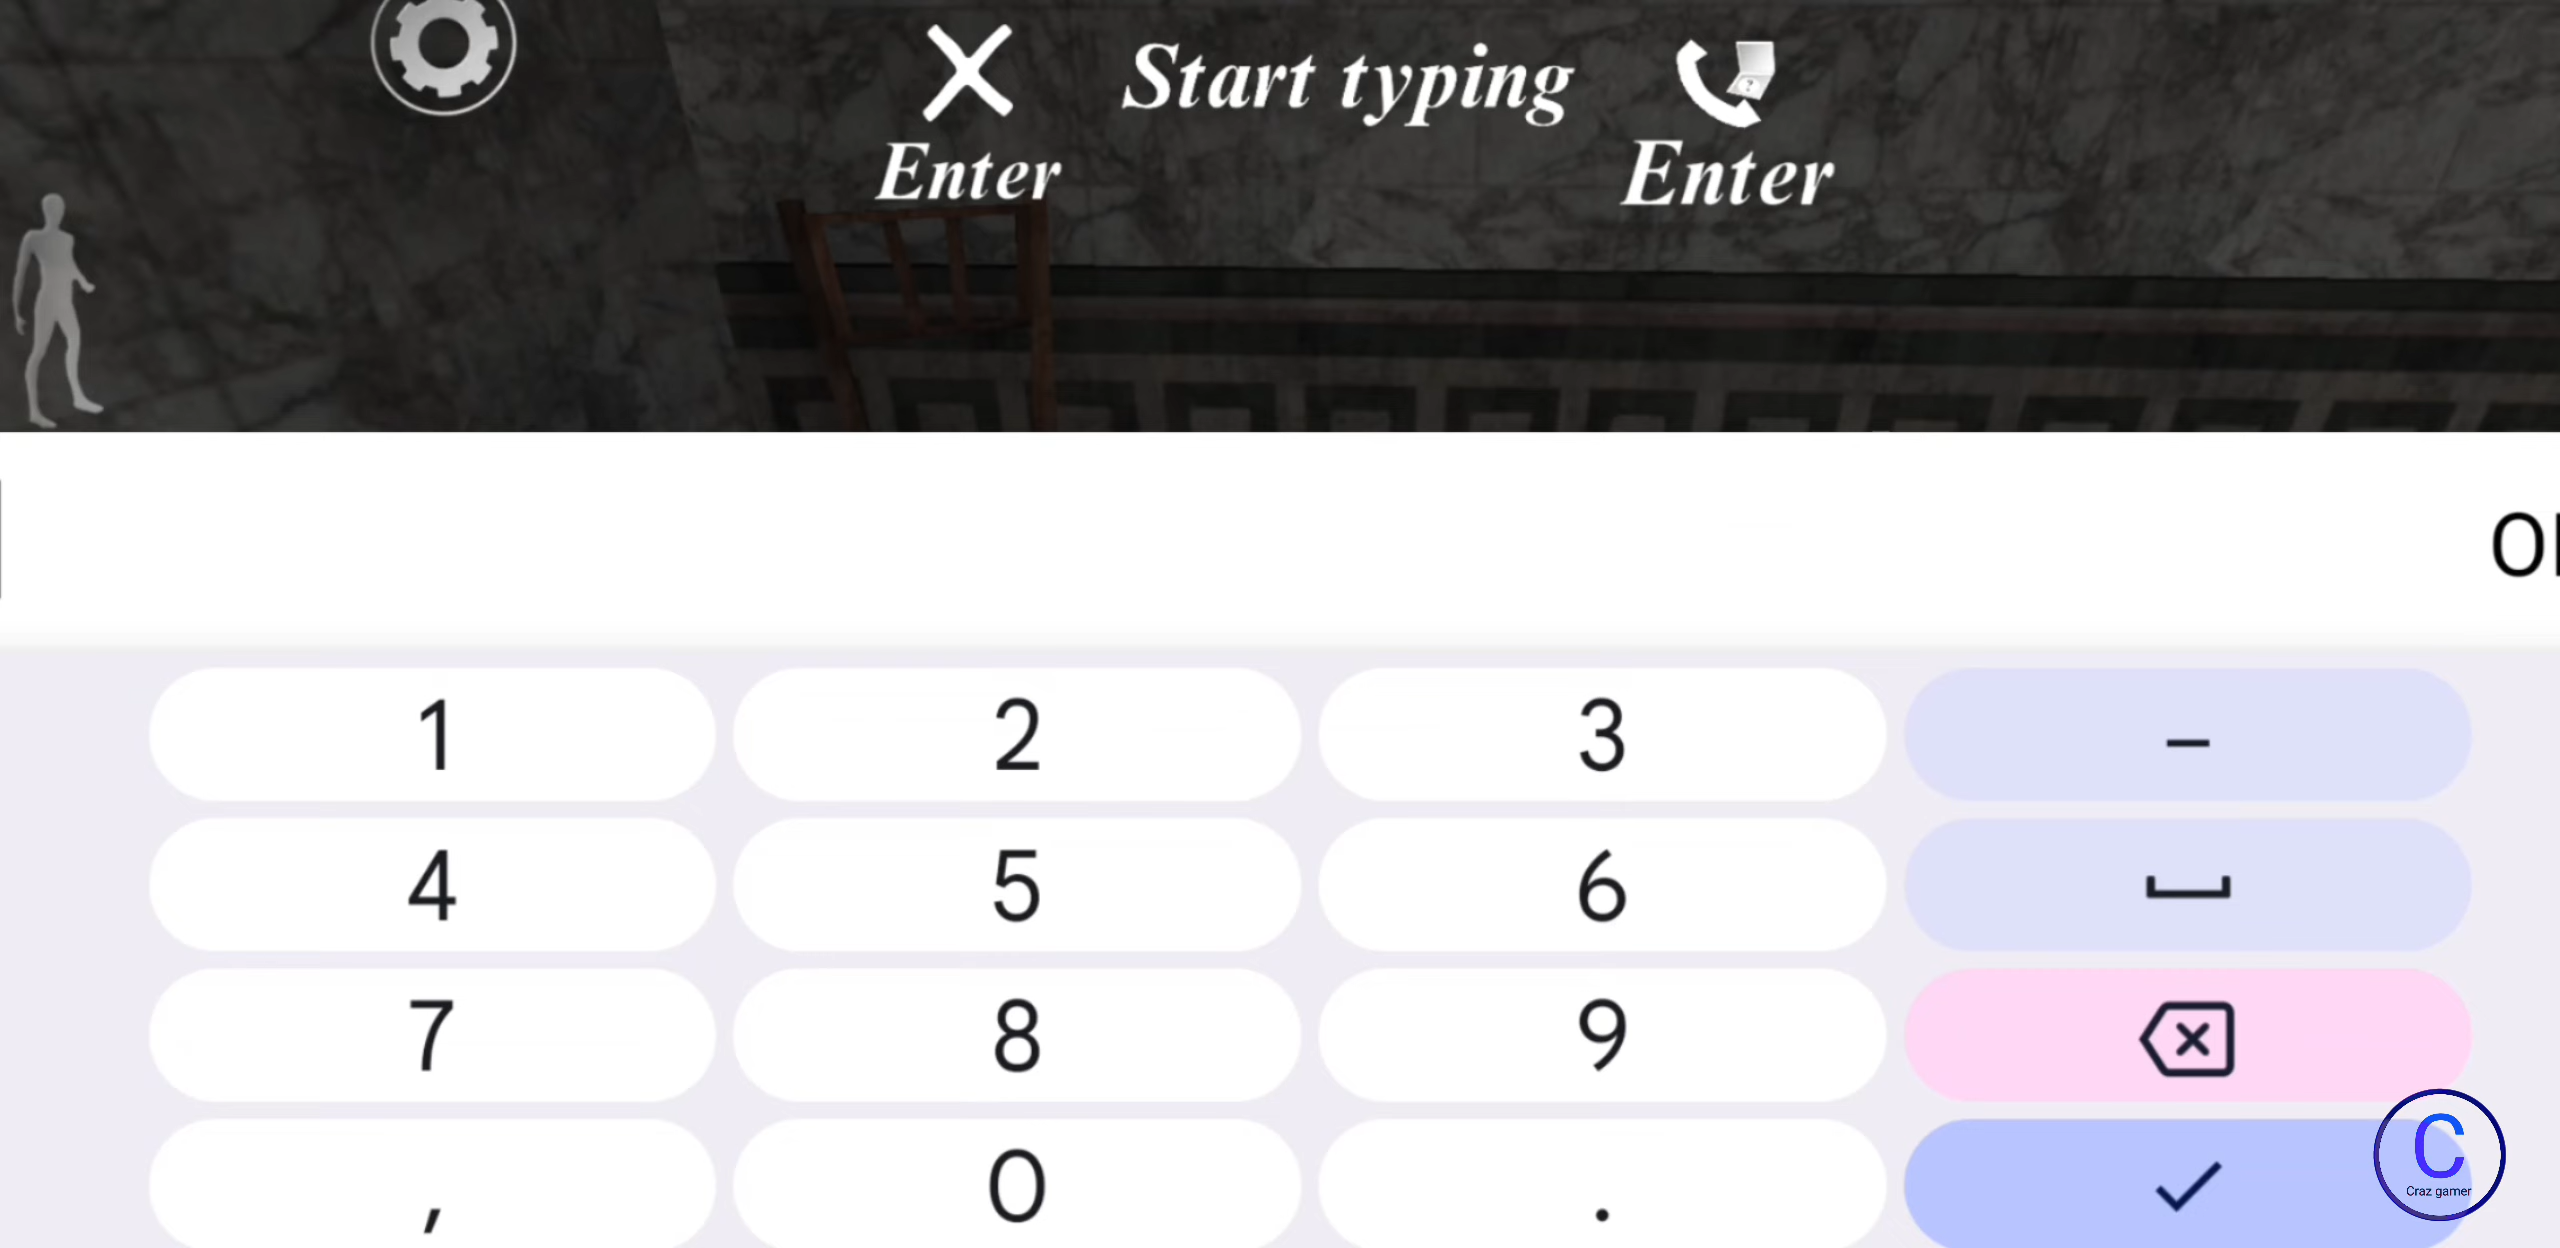 Start typing
Enter Enter
1 2 3 –
4 5 6
7 8 9
, 0 .
C
Craz gamer